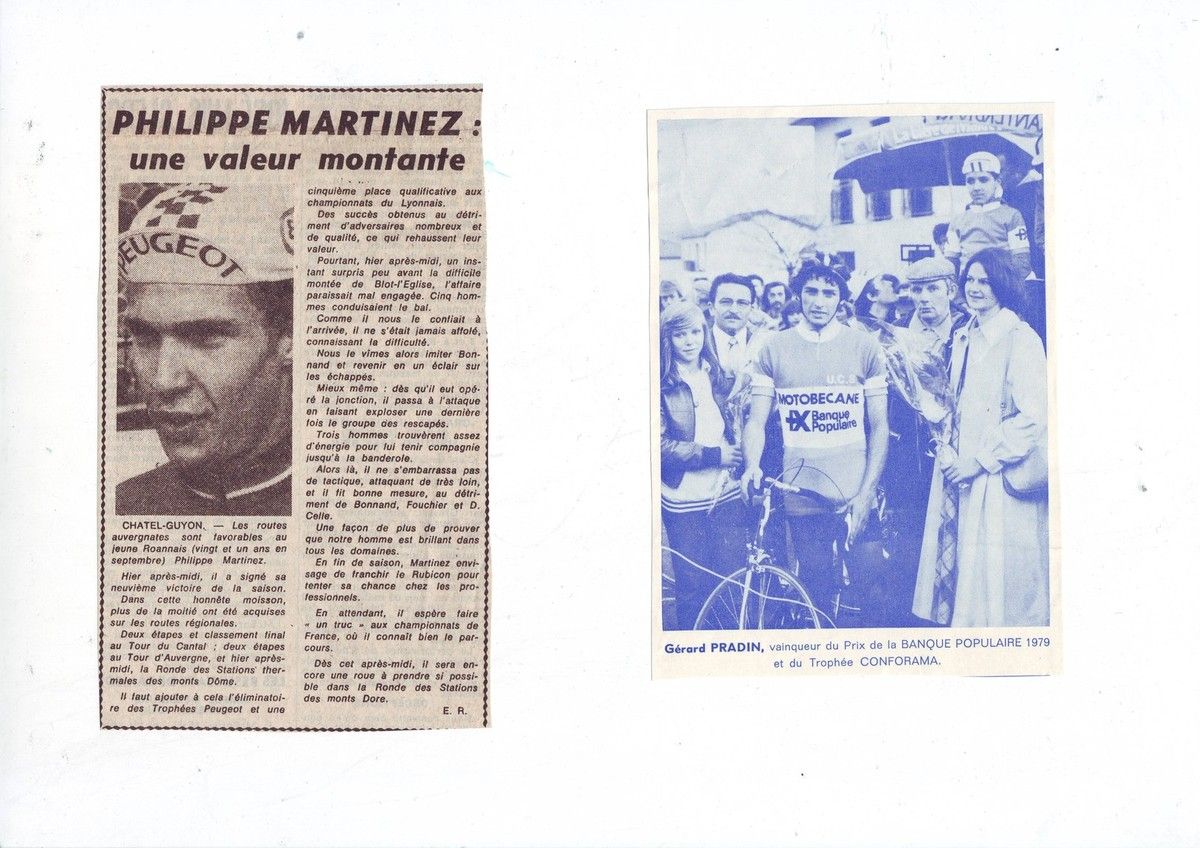 PHILIPPE MARTINEZ :
une valeur montante
PEUGEOT
CHATEL-GUYON. — Les routes
auvergnates sont favorables au
jeune Roannais (vingt et un ans en
septembre) Philippe Martinez.
Hier après-midi, il a signé sa
neuvième victoire de la saison.
Dans cette honnête moisson,
plus de la moitié ont été acquises
sur les routes régionales.
Deux étapes et classement final
au Tour du Cantal ; deux étapes
au Tour d'Auvergne, et hier après-
midi, la Ronde des Stations ther-
males des monts Dôme.
Il faut ajouter à cela l'éliminatoi-
re des Trophées Peugeot et une
cinquième place qualificative aux
championnats du Lyonnais.
Des succès obtenus au détri-
ment d'adversaires nombreux et
de qualité, ce qui rehaussent leur
valeur.
Pourtant, hier après-midi, un ins-
tant surpris peu avant la difficile
montée de Blot-l'Eglise, l'affaire
paraissait mal engagée. Cinq hom-
mes conduisaient le bal.
Comme il nous le confiait à
l'arrivée, il ne s'était jamais affolé,
connaissant la difficulté.
Nous le vîmes alors imiter Bon-
nand et revenir en un éclair sur
les échappés.
Mieux même : dès qu'il eut opé-
ré la jonction, il passa à l'attaque
en faisant exploser une dernière
fois le groupe des rescapés.
Trois hommes trouvèrent assez
d'énergie pour lui tenir compagnie
jusqu'à la banderole.
Alors là, il ne s'embarrassa pas
de tactique, attaquant de très loin,
et il fit bonne mesure, au détri-
ment de Bonnand, Fouchier et D.
Celle.
Une façon de plus de prouver
que notre homme est brillant dans
tous les domaines.
En fin de saison, Martinez envi-
sage de franchir le Rubicon pour
tenter sa chance chez les pro-
fessionnels.
En attendant, il espère faire
« un truc » aux championnats de
France, où il connaît bien le par-
cours.
Dès cet après-midi, il sera en-
core une roue à prendre si possi-
ble dans la Ronde des Stations
des monts Dore.
E. R.
U.C.S
MOTOBECANE
Banque
Populaire
Gérard PRADIN, vainqueur du Prix de la BANQUE POPULAIRE 1979
et du Trophée CONFORAMA.